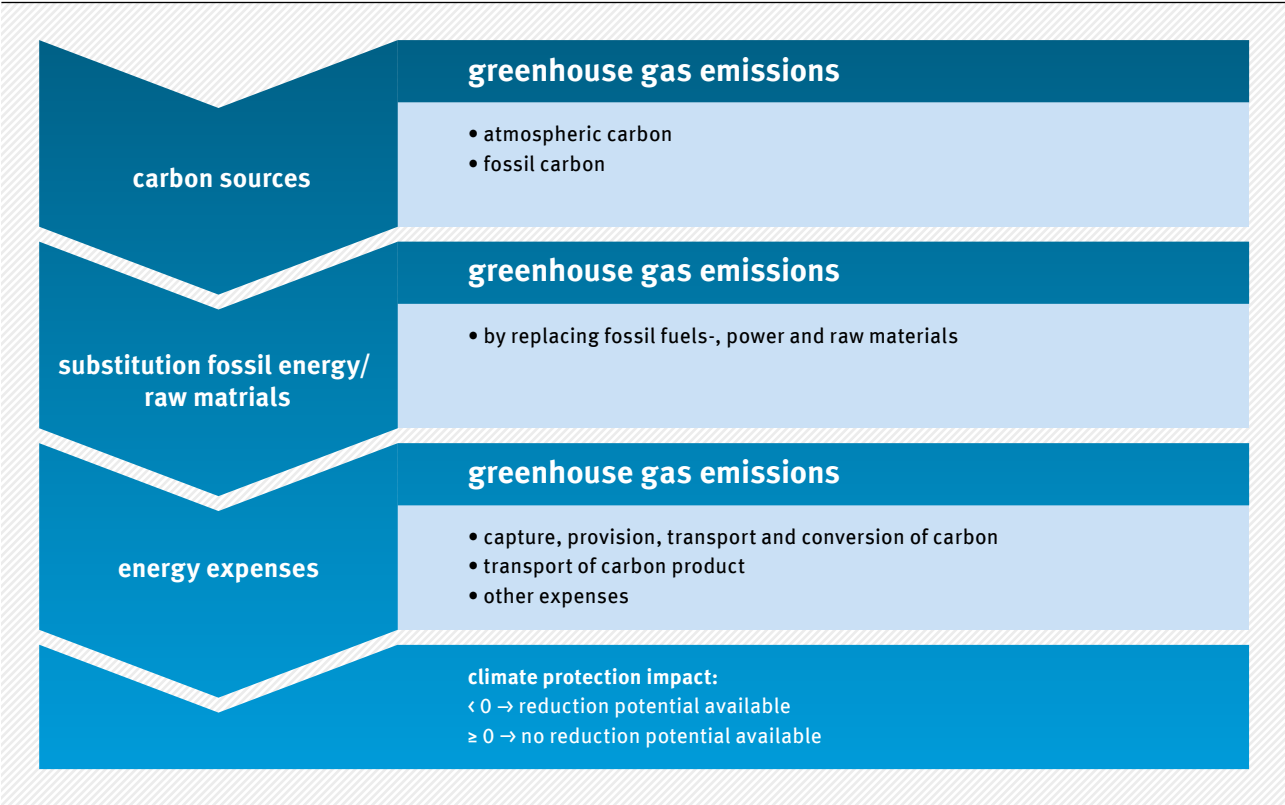 carbon sources
greenhouse gas emissions
• atmospheric carbon
• fossil carbon
substitution fossil energy/
raw matrials
greenhouse gas emissions
• by replacing fossil fuels-, power and raw materials
energy expenses
greenhouse gas emissions
• capture, provision, transport and conversion of carbon
• transport of carbon product
• other expenses
climate protection impact:
< 0 → reduction potential available
≥ 0 → no reduction potential available